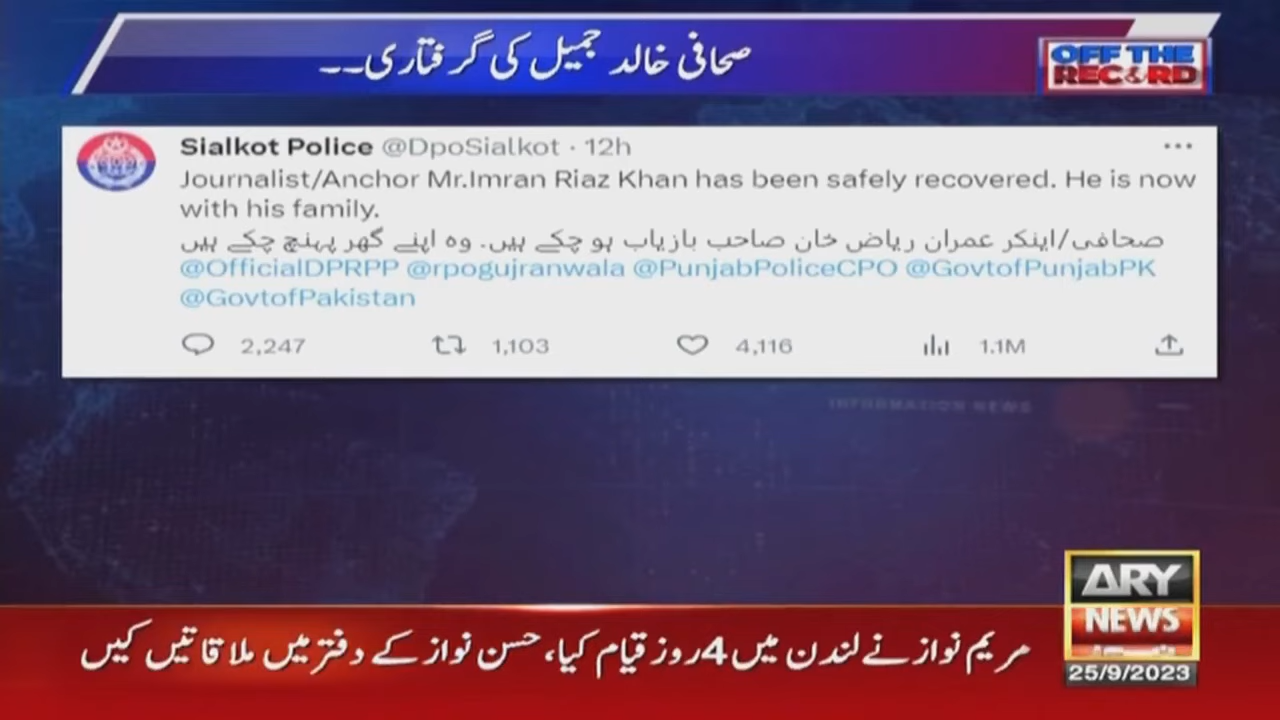 صحافی خالد جمیل کی گرفتاری۔۔
OFF THE
RECORD
Sialkot Police @DpoSialkot · 12h
Journalist/Anchor Mr.Imran Riaz Khan has been safely recovered. He is now
with his family.
صحافی/اینکر عمران ریاض خان صاحب بازیاب ہو چکے ہیں۔ وہ اپنے گھر پہنچ چکے ہیں
@OfficialDPRPP @rpogujranwala @PunjabPoliceCPO @GovtofPunjabPK
@GovtofPakistan
2,247 1,103 4,116 1.1M
INFORMATION NEWS
ARY
NEWS
مریم نواز نے لندن میں 4 روز قیام کیا، حسن نواز کے دفتر میں ملاقاتیں کیں
25/9/2023